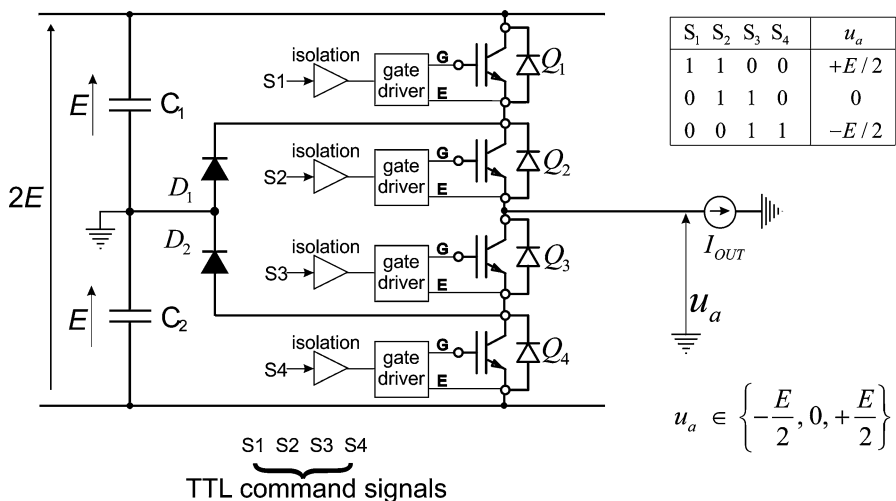 isolation
S1
gate driver
G
E
Q1
E
C1
isolation
S2
gate driver
G
E
Q2
D1
2E
D2
IOUT
isolation
S3
gate driver
G
E
Q3
ua
E
C2
isolation
S4
gate driver
G
E
Q4
S1 S2 S3 S4 ua
1 1 0 0 +E/2
0 1 1 0 0
0 0 1 1 −E/2
ua ∈ {−E/2, 0, +E/2}
S1 S2 S3 S4
TTL command signals